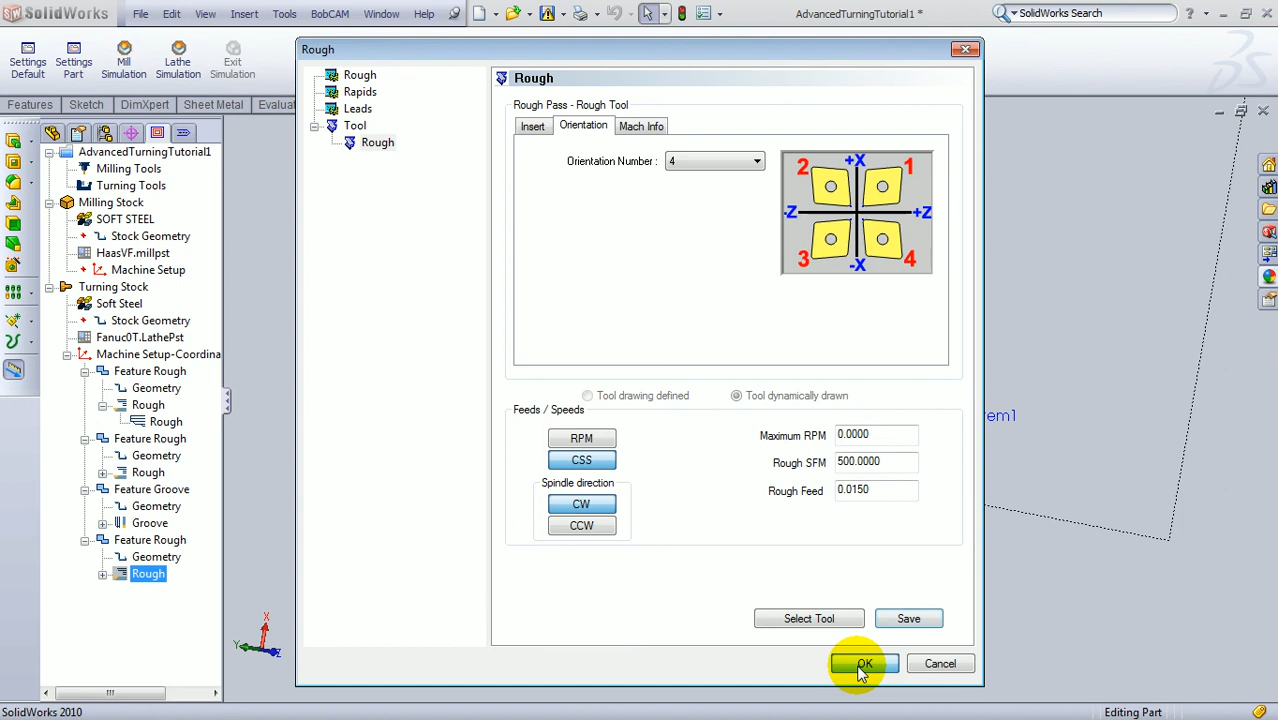 SolidWorks
File Edit View Insert Tools BobCAM Window Help
AdvancedTurningTutorial1 *
SolidWorks Search
Settings Default
Settings Part
Mill Simulation
Lathe Simulation
Exit Simulation
Features Sketch DimXpert Sheet Metal Evalua
AdvancedTurningTutorial1
Milling Tools
Turning Tools
Milling Stock
SOFT STEEL
Stock Geometry
HaasVF.millpst
Machine Setup
Turning Stock
Soft Steel
Stock Geometry
Fanuc0T.LathePst
Machine Setup-Coordina
Feature Rough
Geometry
Rough
Rough
Feature Rough
Geometry
Rough
Feature Groove
Geometry
Groove
Feature Rough
Geometry
Rough
Rough
Rough
Rapids
Leads
Tool
Rough
Rough
Rough Pass - Rough Tool
Insert Orientation Mach Info
Orientation Number : 4
+X
2 1
-Z +Z
3 4
-X
Tool drawing defined Tool dynamically drawn
Feeds / Speeds
RPM
CSS
Spindle direction
CW
CCW
Maximum RPM 0.0000
Rough SFM 500.0000
Rough Feed 0.0150
Select Tool Save
OK Cancel
em1
X
Y
Z
SolidWorks 2010
Editing Part